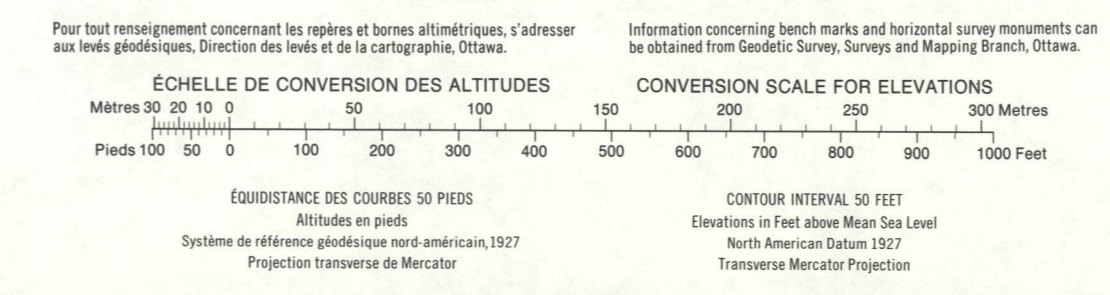 Pour tout renseignement concernant les repères et bornes altimétriques, s'adresser
aux levés géodésiques, Direction des levés et de la cartographie, Ottawa.
Information concerning bench marks and horizontal survey monuments can
be obtained from Geodetic Survey, Surveys and Mapping Branch, Ottawa.
ÉCHELLE DE CONVERSION DES ALTITUDES
CONVERSION SCALE FOR ELEVATIONS
Mètres 30 20 10 0 50 100 150 200 250 300 Metres
Pieds 100 50 0 100 200 300 400 500 600 700 800 900 1000 Feet
ÉQUIDISTANCE DES COURBES 50 PIEDS
Altitudes en pieds
Système de référence géodésique nord-américain, 1927
Projection transverse de Mercator
CONTOUR INTERVAL 50 FEET
Elevations in Feet above Mean Sea Level
North American Datum 1927
Transverse Mercator Projection